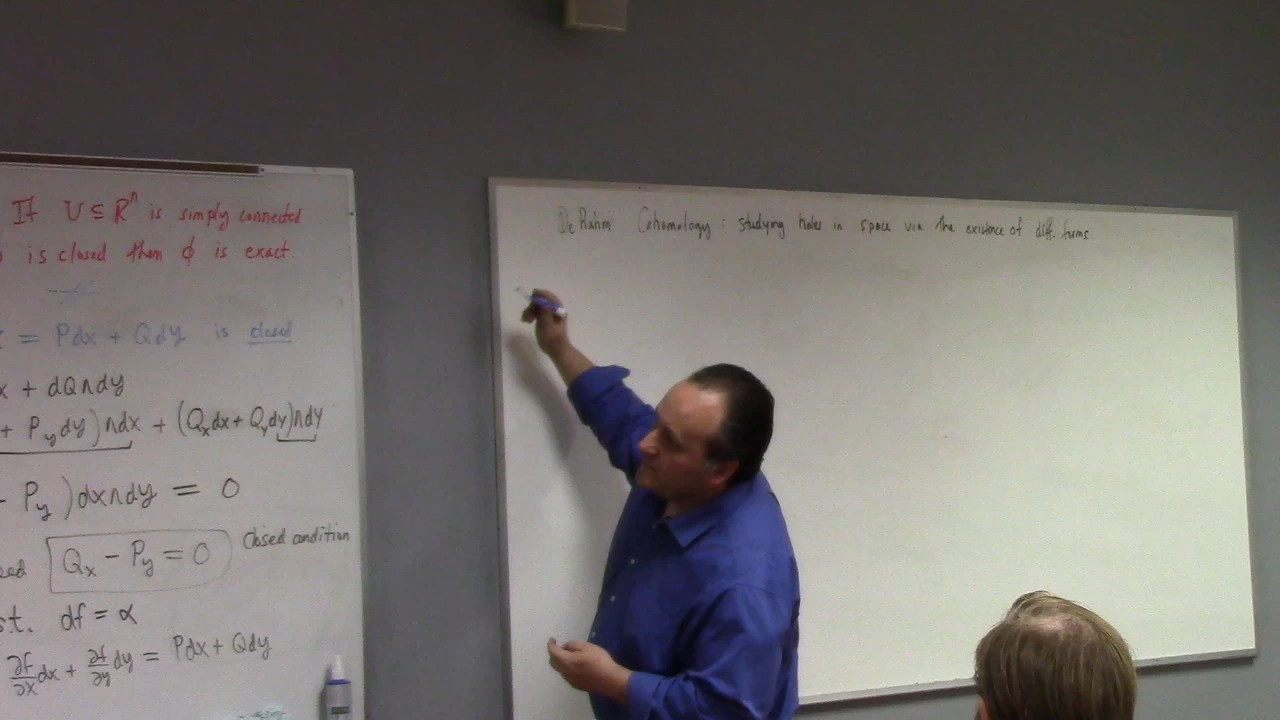 If U ⊆ Rⁿ is simply connected
is closed then ϕ is exact
= Pdx + Qdy is closed
x + dQ∧dy
+ P_y dy)∧dx + (Q_x dx + Q_y dy)∧dy
- P_y )dx∧dy = 0
Q_x - P_y = 0 Closed condition
st. df = α
∂f/∂x dx + ∂f/∂y dy = Pdx + Qdy
De Rahm Cohomology : studying holes in space via the existence of diff. forms